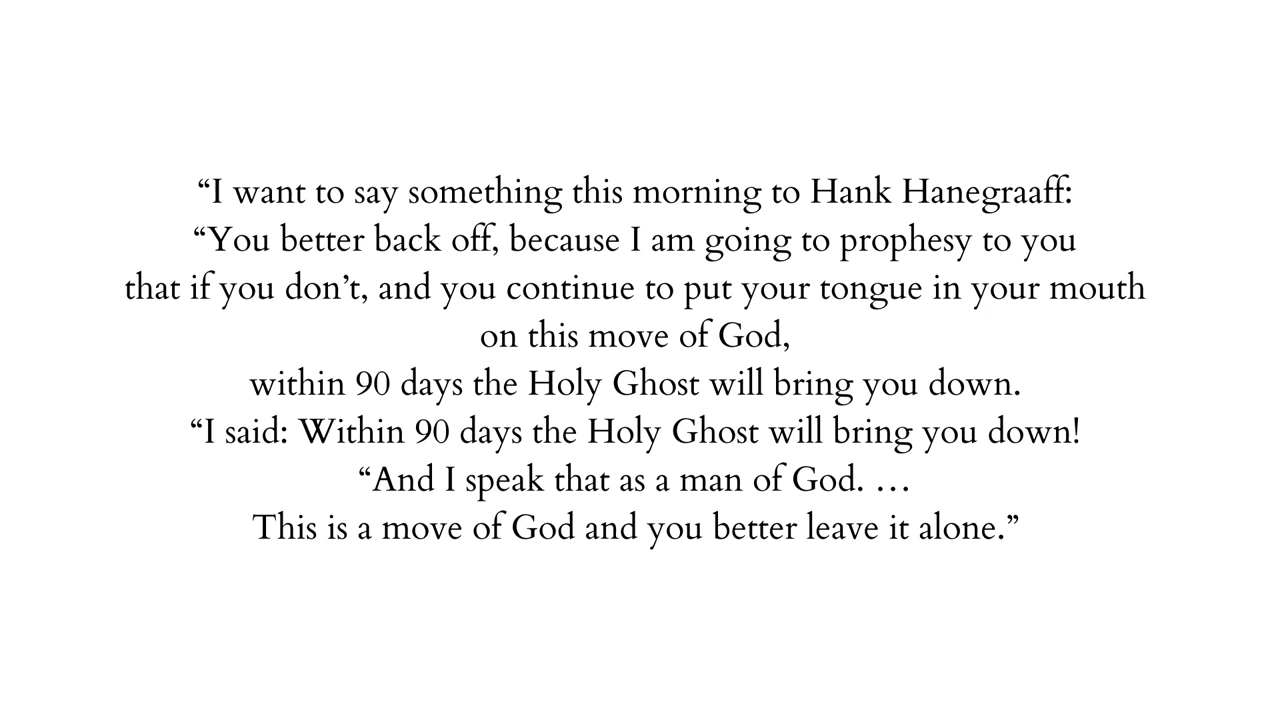 “I want to say something this morning to Hank Hanegraaff:
“You better back off, because I am going to prophesy to you
that if you don’t, and you continue to put your tongue in your mouth
on this move of God,
within 90 days the Holy Ghost will bring you down.
“I said: Within 90 days the Holy Ghost will bring you down!
“And I speak that as a man of God. …
This is a move of God and you better leave it alone.”